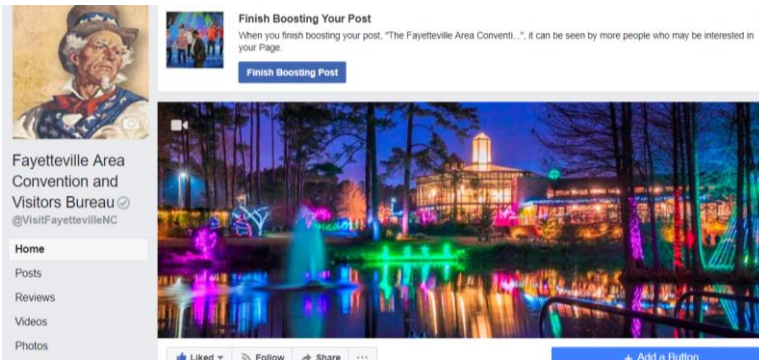 Finish Boosting Your Post
When you finish boosting your post, "The Fayetteville Area Conventi...", it can be seen by more people who may be interested in
your Page.
Finish Boosting Post
Fayetteville Area
Convention and
Visitors Bureau
@VisitFayettevilleNC
Home
Posts
Reviews
Videos
Photos
Liked
Follow
Share
...
+ Add a Button